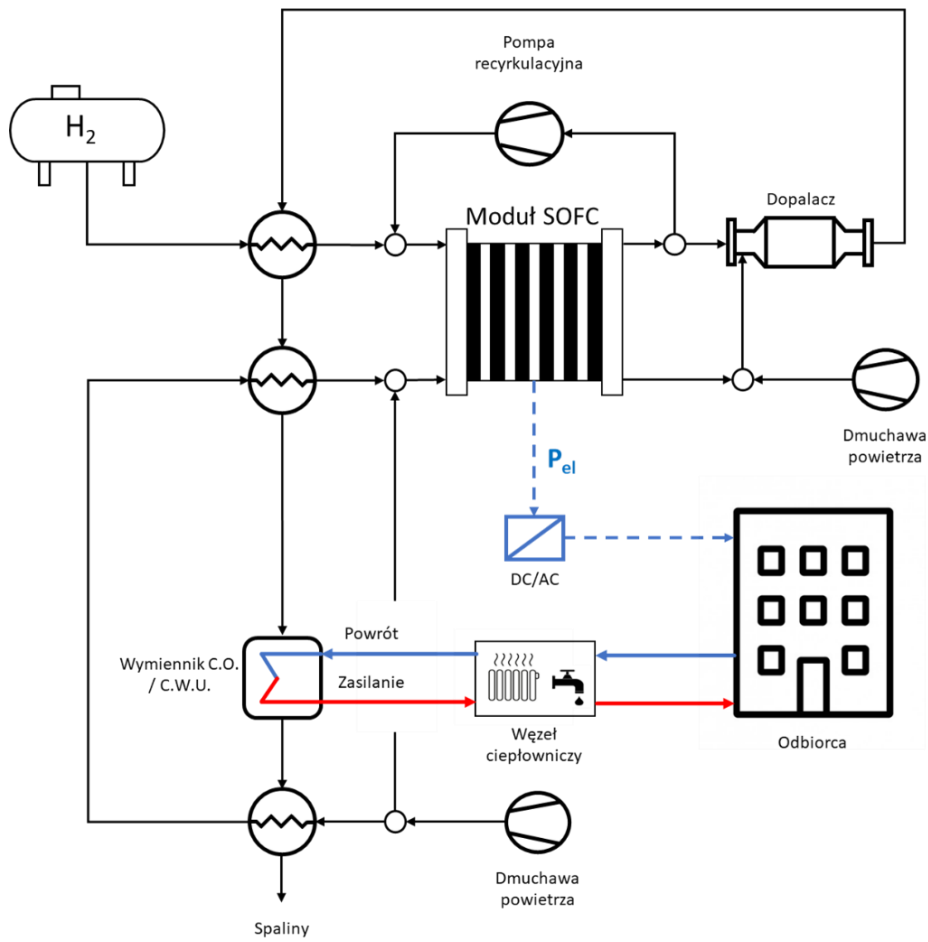 Pompa
recyrkulacyjna
H₂
Moduł SOFC
Dopalacz
Dmuchawa
powietrza
Pel
DC/AC
Powrót
Wymiennik C.O.
/ C.W.U.
Zasilanie
Węzeł
ciepłowniczy
Odbiorca
Dmuchawa
powietrza
Spaliny